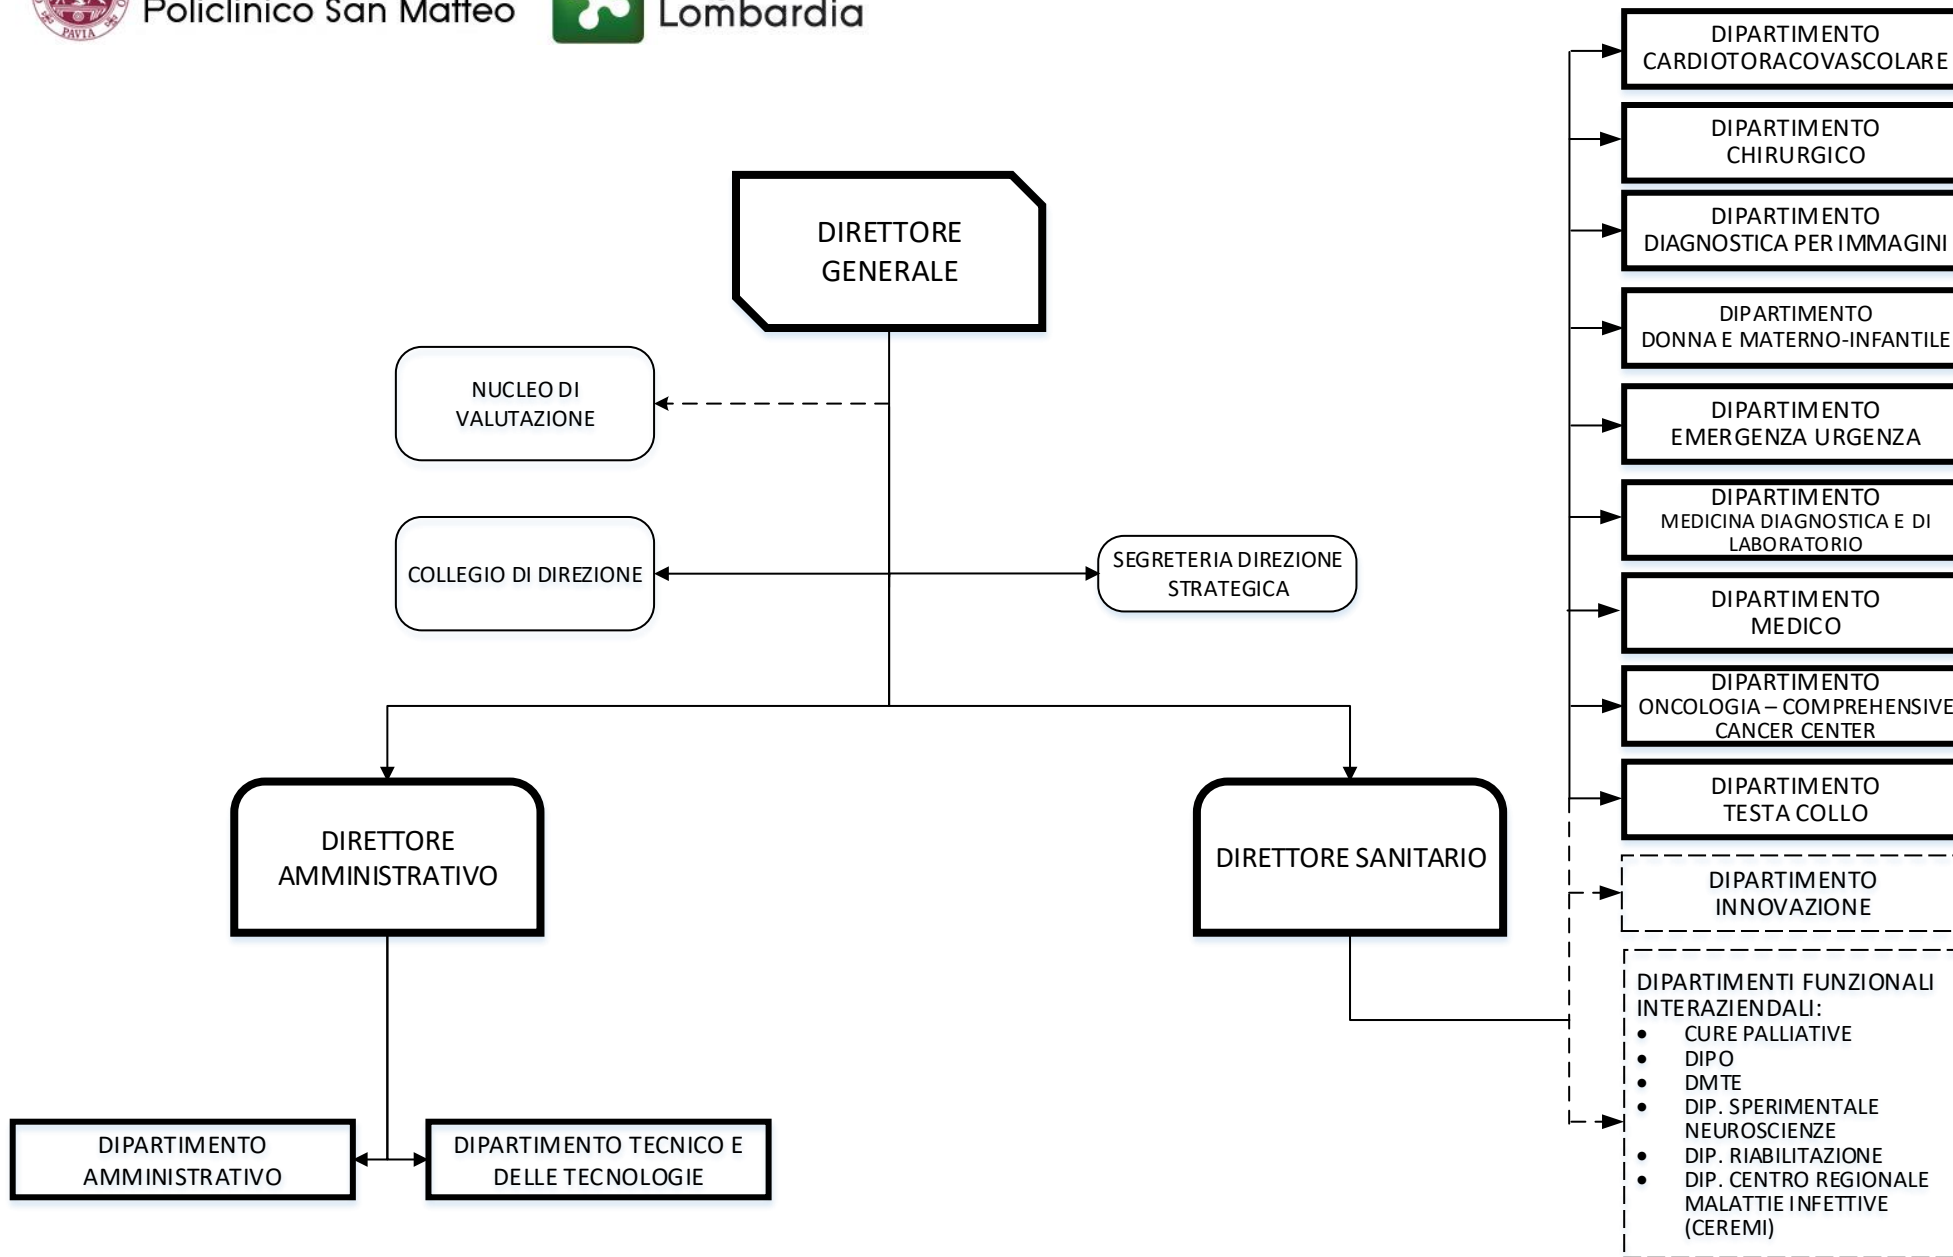 Policlinico San Matteo
Lombardia
PAVIA
DIRETTORE
GENERALE
NUCLEO DI
VALUTAZIONE
COLLEGIO DI DIREZIONE
SEGRETERIA DIREZIONE
STRATEGICA
DIRETTORE
AMMINISTRATIVO
DIRETTORE SANITARIO
DIPARTIMENTO
AMMINISTRATIVO
DIPARTIMENTO TECNICO E
DELLE TECNOLOGIE
DIPARTIMENTO
CARDIOTORACOVASCOLARE
DIPARTIMENTO
CHIRURGICO
DIPARTIMENTO
DIAGNOSTICA PER IMMAGINI
DIPARTIMENTO
DONNA E MATERNO-INFANTILE
DIPARTIMENTO
EMERGENZA URGENZA
DIPARTIMENTO
MEDICINA DIAGNOSTICA E DI
LABORATORIO
DIPARTIMENTO
MEDICO
DIPARTIMENTO
ONCOLOGIA – COMPREHENSIVE
CANCER CENTER
DIPARTIMENTO
TESTA COLLO
DIPARTIMENTO
INNOVAZIONE
DIPARTIMENTI FUNZIONALI
INTERAZIENDALI:
• CURE PALLIATIVE
• DIPO
• DMTE
• DIP. SPERIMENTALE
NEUROSCIENZE
• DIP. RIABILITAZIONE
• DIP. CENTRO REGIONALE
MALATTIE INFETTIVE
(CEREMI)